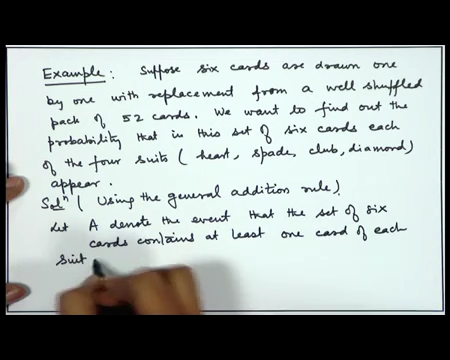 Example: Suppose six cards are drawn one
by one with replacement from a well shuffled
pack of 52 cards. We want to find out the
probability that in this set of six cards each
of the four suits (heart, spade, club, diamond)
appear.
Solⁿ (Using the general addition rule)
Let A denote the event that the set of six
cards contains at least one card of each
suit